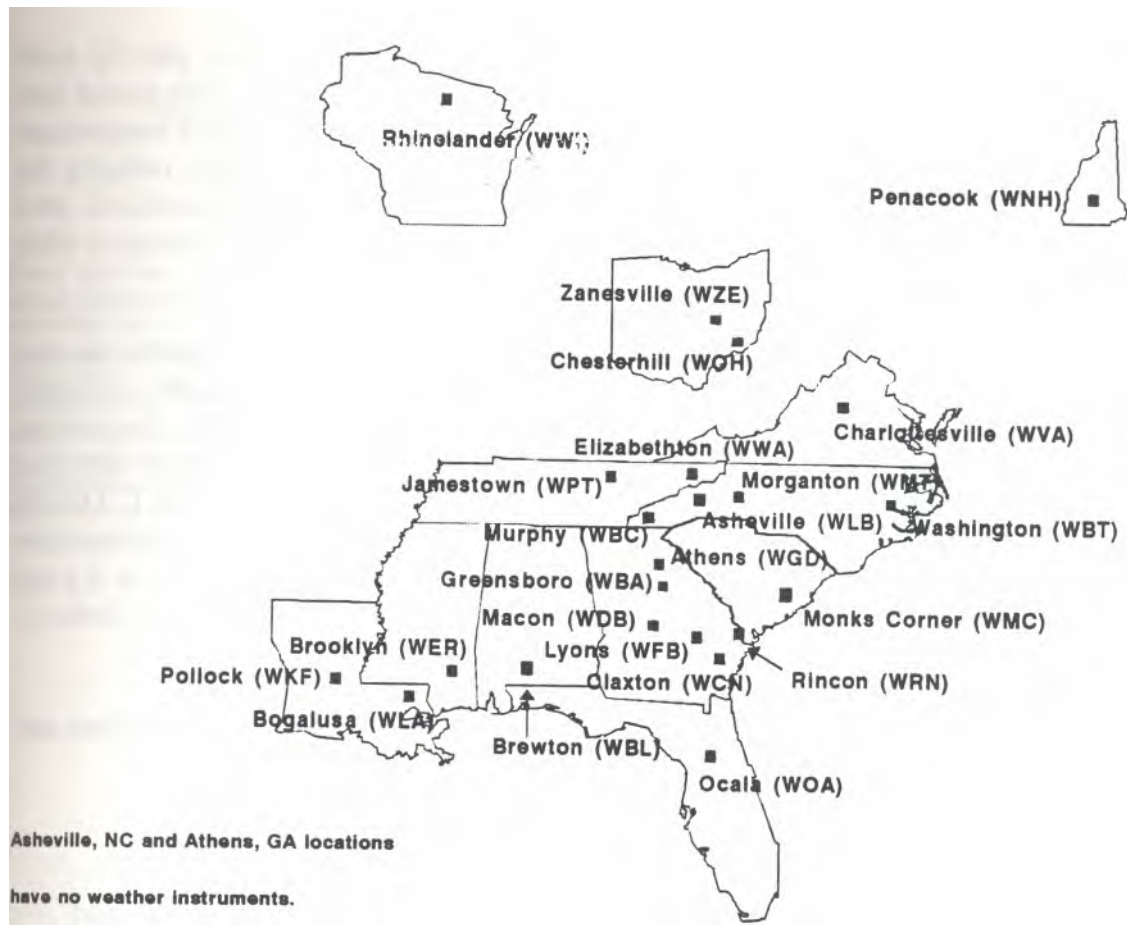 Rhinelander (WWI)
Penacook (WNH)
Zanesville (WZE)
Chesterhill (WOH)
Charlottesville (WVA)
Elizabethton (WWA)
Jamestown (WPT)
Morganton
Asheville (WLB)
Washington (WBT)
Murphy (WBC)
Athens (WGD)
Greensboro (WBA)
Macon (WDB)
Monks Corner (WMC)
Brooklyn (WER)
Lyons (WFB)
Pollock (WKF)
Claxton (WCN)
Rincon (WRN)
Bogalusa (WLA)
Brewton (WBL)
Ocala (WOA)
Asheville, NC and Athens, GA locations
have no weather instruments.